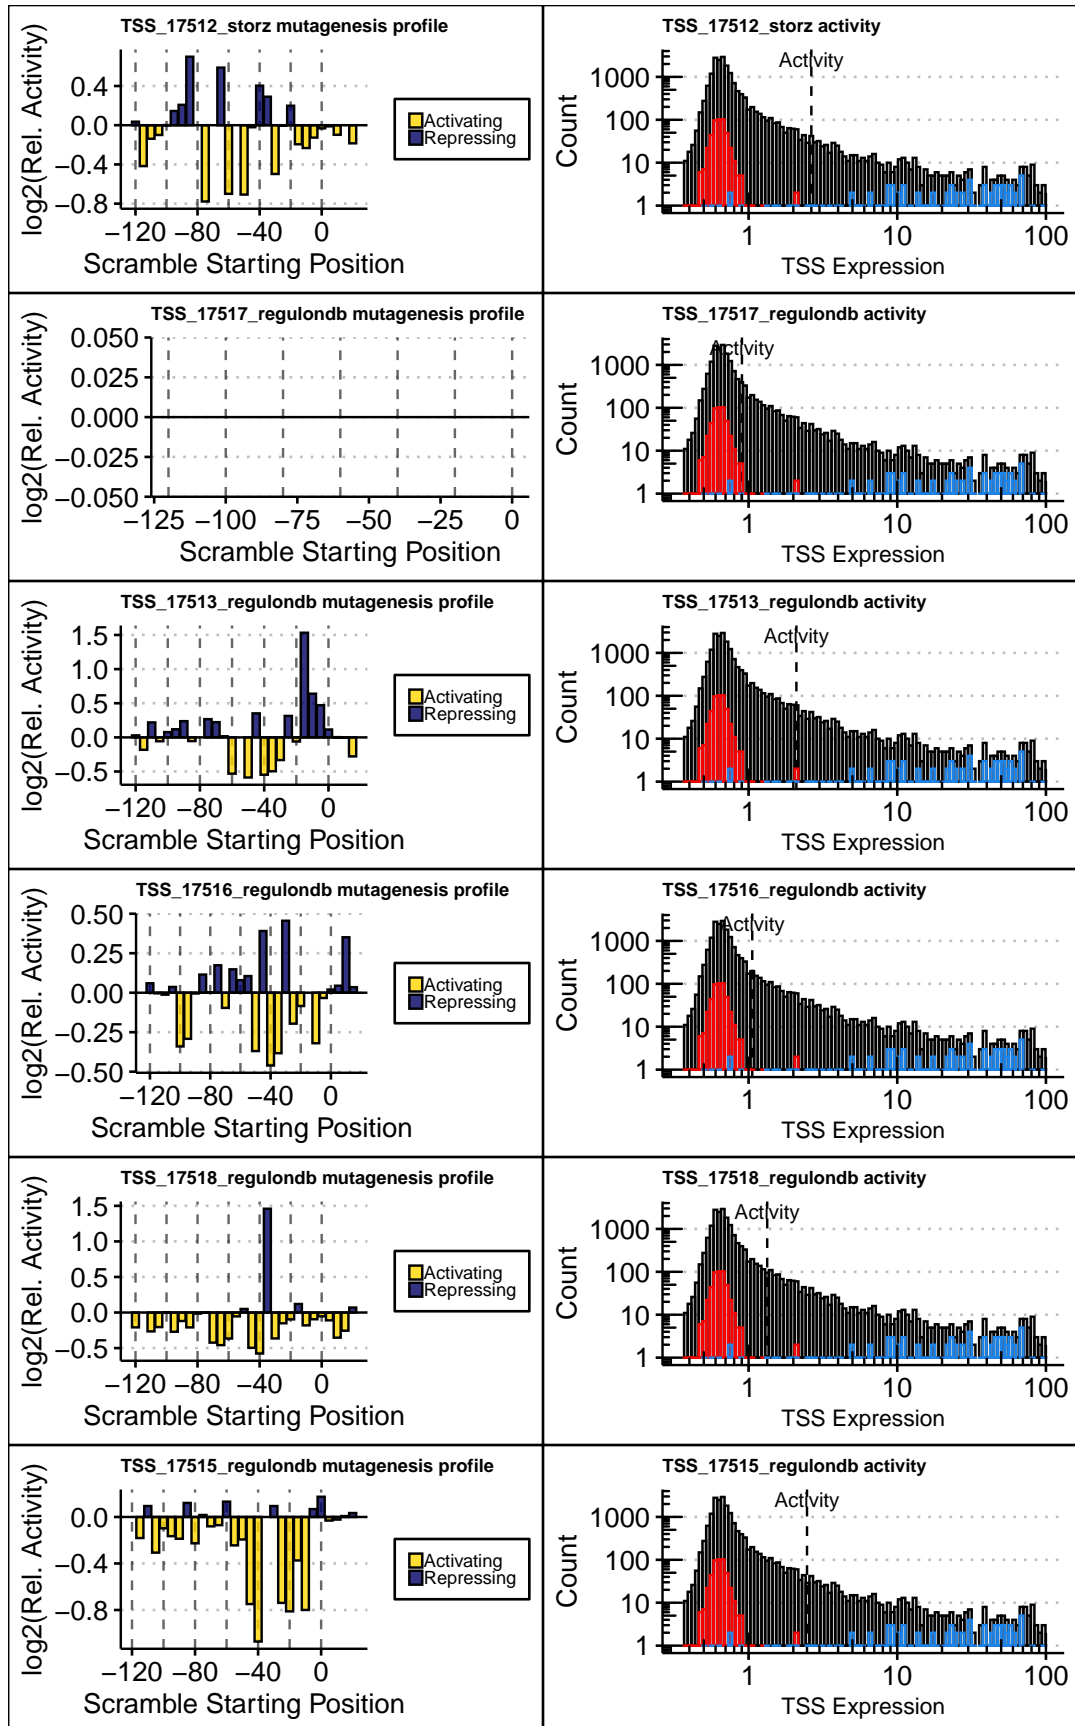 TSS_17512_storz mutagenesis profile
log2(Rel. Activity)
0.4
0.0
−0.4
−0.8
−120 −80 −40 0
Scramble Starting Position
Activating
Repressing
TSS_17512_storz activity
Activity
Count
1000
100
10
1
1 10 100
TSS Expression
TSS_17517_regulondb mutagenesis profile
log2(Rel. Activity)
0.050
0.025
0.000
−0.025
−0.050
−125 −100 −75 −50 −25 0
Scramble Starting Position
TSS_17517_regulondb activity
Activity
Count
1000
100
10
1
1 10 100
TSS Expression
TSS_17513_regulondb mutagenesis profile
log2(Rel. Activity)
1.5
1.0
0.5
0.0
−0.5
−120 −80 −40 0
Scramble Starting Position
Activating
Repressing
TSS_17513_regulondb activity
Activity
Count
1000
100
10
1
1 10 100
TSS Expression
TSS_17516_regulondb mutagenesis profile
log2(Rel. Activity)
0.50
0.25
0.00
−0.25
−0.50
−120 −80 −40 0
Scramble Starting Position
Activating
Repressing
TSS_17516_regulondb activity
Activity
Count
1000
100
10
1
1 10 100
TSS Expression
TSS_17518_regulondb mutagenesis profile
log2(Rel. Activity)
1.5
1.0
0.5
0.0
−0.5
−120 −80 −40 0
Scramble Starting Position
Activating
Repressing
TSS_17518_regulondb activity
Activity
Count
1000
100
10
1
1 10 100
TSS Expression
TSS_17515_regulondb mutagenesis profile
log2(Rel. Activity)
0.0
−0.4
−0.8
−120 −80 −40 0
Scramble Starting Position
Activating
Repressing
TSS_17515_regulondb activity
Activity
Count
1000
100
10
1
1 10 100
TSS Expression